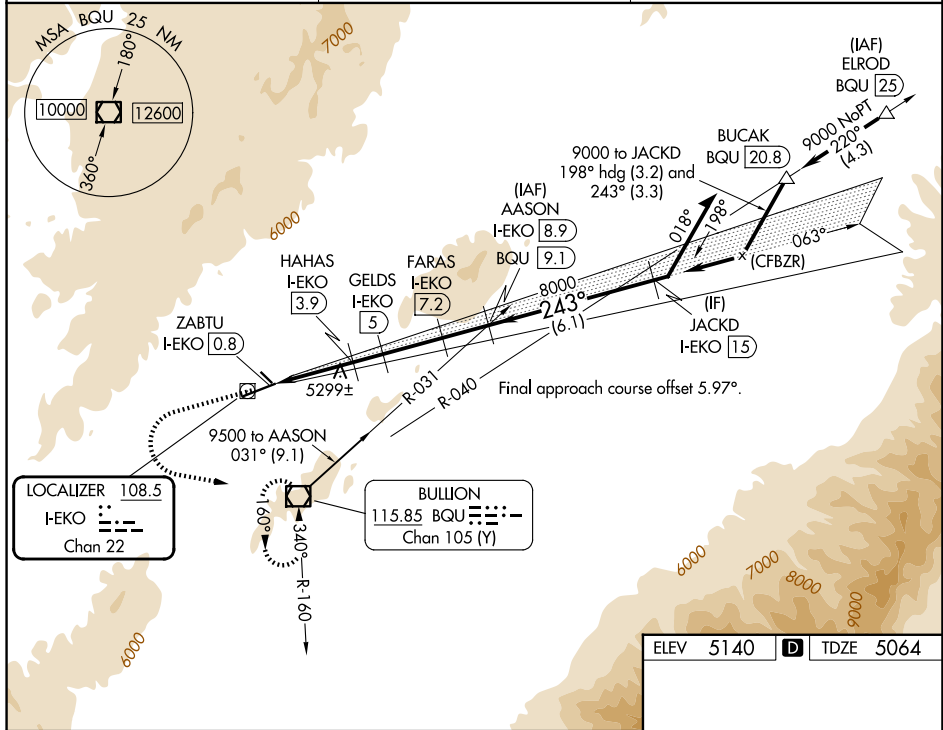 MSA BQU 25 NM
180°
10000
12600
360°
7000
(IAF)
ELROD
BQU 25
9000 NoPT
220°
(4.3)
BUCAK
BQU 20.8
9000 to JACKD
198° hdg (3.2) and
243° (3.3)
6000
(IAF)
AASON
I-EKO 8.9
BQU 9.1
018°
198°
063°
(CFBZR)
HAHAS
I-EKO
3.9
GELDS
I-EKO
5
FARAS
I-EKO
7.2
8000
243°
(6.1)
(IF)
JACKD
I-EKO 15
ZABTU
I-EKO 0.8
5299±
R-031
R-040
Final approach course offset 5.97°.
9500 to AASON
031° (9.1)
LOCALIZER 108.5
I-EKO
Chan 22
BULLION
115.85 BQU
Chan 105 (Y)
160°
340°
R-160
6000
7000
8000
9000
6000
ELEV 5140 D TDZE 5064